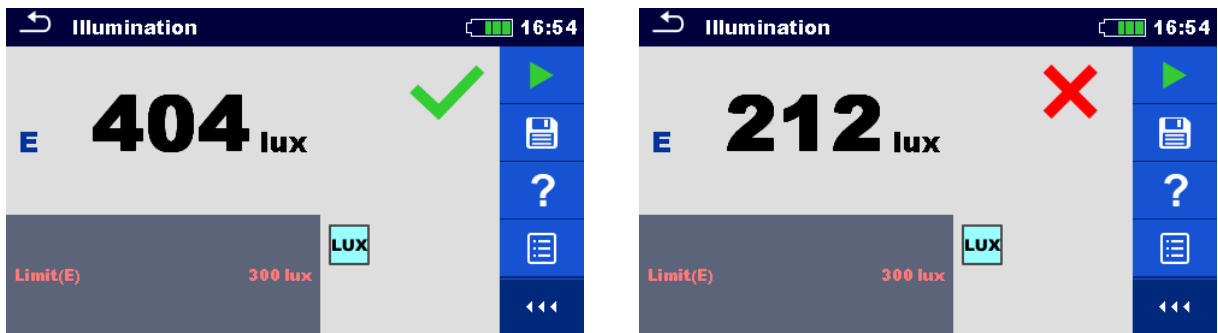 Illumination 16:54
E 404 lux
?
LUX
Limit(E) 300 lux
Illumination 16:54
E 212 lux
?
LUX
Limit(E) 300 lux